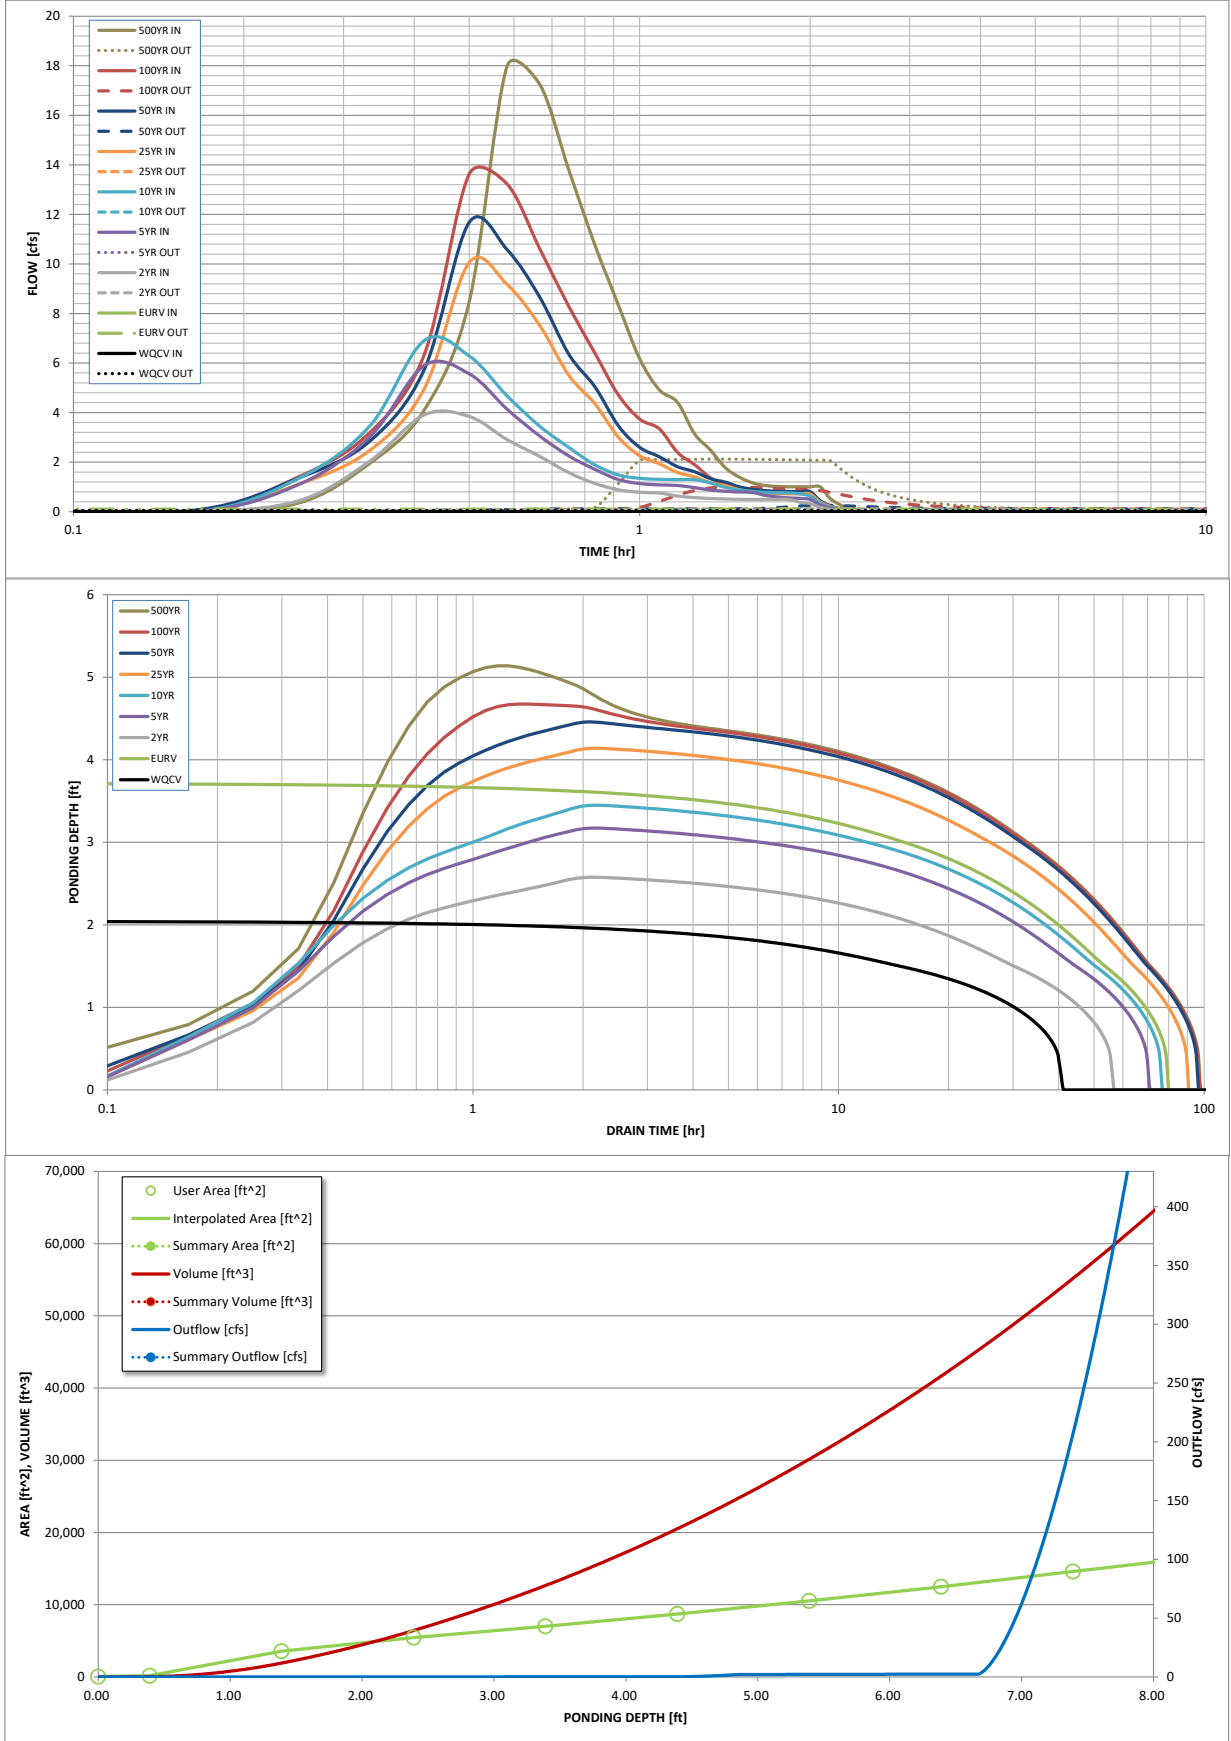 20
18
16
14
12
10
8
6
4
2
0
FLOW [cfs]
500YR IN
500YR OUT
100YR IN
100YR OUT
50YR IN
50YR OUT
25YR IN
25YR OUT
10YR IN
10YR OUT
5YR IN
5YR OUT
2YR IN
2YR OUT
EURV IN
EURV OUT
WQCV IN
WQCV OUT
0.1 1 10
TIME [hr]
6
5
4
3
2
1
0
PONDING DEPTH [ft]
500YR
100YR
50YR
25YR
10YR
5YR
2YR
EURV
WQCV
0.1 1 10 100
DRAIN TIME [hr]
70,000
60,000
50,000
40,000
30,000
20,000
10,000
0
AREA [ft^2], VOLUME [ft^3]
User Area [ft^2]
Interpolated Area [ft^2]
Summary Area [ft^2]
Volume [ft^3]
Summary Volume [ft^3]
Outflow [cfs]
Summary Outflow [cfs]
400
350
300
250
200
150
100
50
0
OUTFLOW [cfs]
0.00 1.00 2.00 3.00 4.00 5.00 6.00 7.00 8.00
PONDING DEPTH [ft]